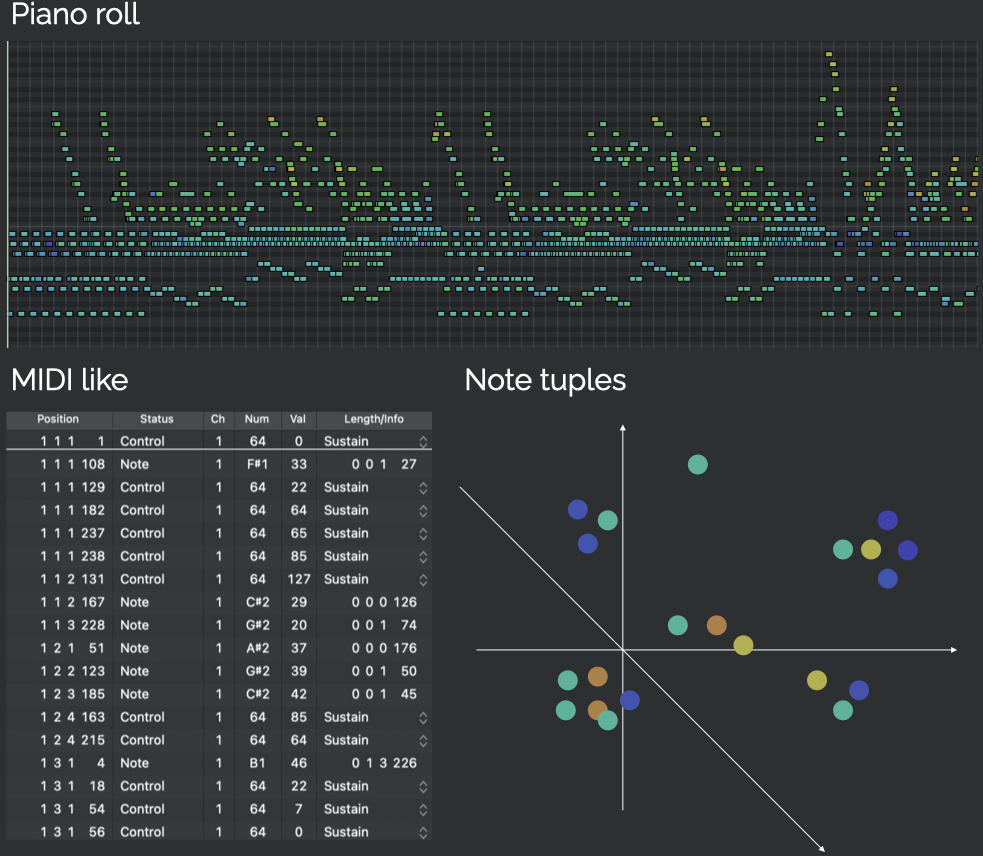 Piano roll
MIDI like
Note tuples
Position Status Ch Num Val Length/Info
1 1 1 1 Control 1 64 0 Sustain
1 1 1 108 Note 1 F#1 33 0 0 1 27
1 1 1 129 Control 1 64 22 Sustain
1 1 1 182 Control 1 64 64 Sustain
1 1 1 237 Control 1 64 65 Sustain
1 1 1 238 Control 1 64 85 Sustain
1 1 2 131 Control 1 64 127 Sustain
1 1 2 167 Note 1 C#2 29 0 0 0 126
1 1 3 228 Note 1 G#2 20 0 0 1 74
1 2 1 51 Note 1 A#2 37 0 0 0 176
1 2 2 123 Note 1 G#2 39 0 0 1 50
1 2 3 185 Note 1 C#2 42 0 0 1 45
1 2 4 163 Control 1 64 85 Sustain
1 2 4 215 Control 1 64 64 Sustain
1 3 1 4 Note 1 B1 46 0 1 3 226
1 3 1 18 Control 1 64 22 Sustain
1 3 1 54 Control 1 64 7 Sustain
1 3 1 56 Control 1 64 0 Sustain